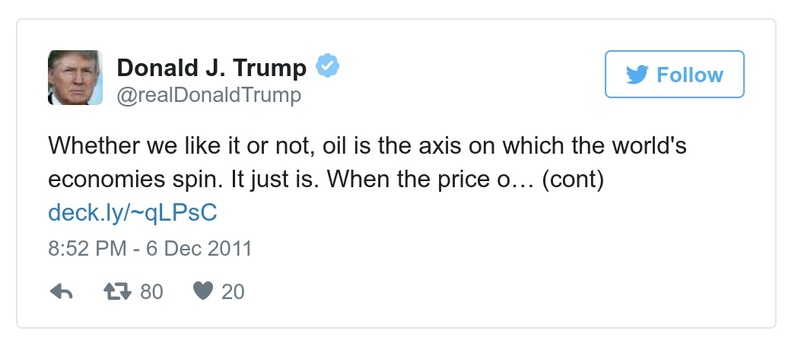 Donald J. Trump
@realDonaldTrump
Follow
Whether we like it or not, oil is the axis on which the world's
economies spin. It just is. When the price o… (cont)
deck.ly/~qLPsC
8:52 PM - 6 Dec 2011
80 20